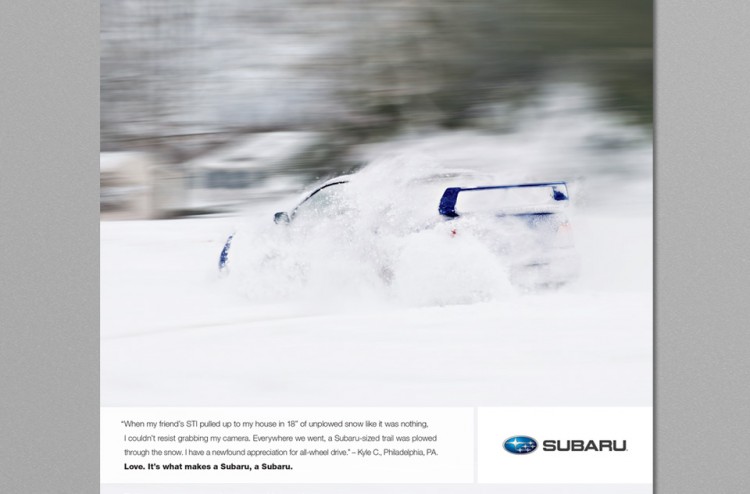 “When my friend’s STI pulled up to my house in 18” of unplowed snow like it was nothing,
I couldn’t resist grabbing my camera. Everywhere we went, a Subaru-sized trail was plowed
through the snow. I have a newfound appreciation for all-wheel drive.” – Kyle C., Philadelphia, PA.
Love. It’s what makes a Subaru, a Subaru.
SUBARU